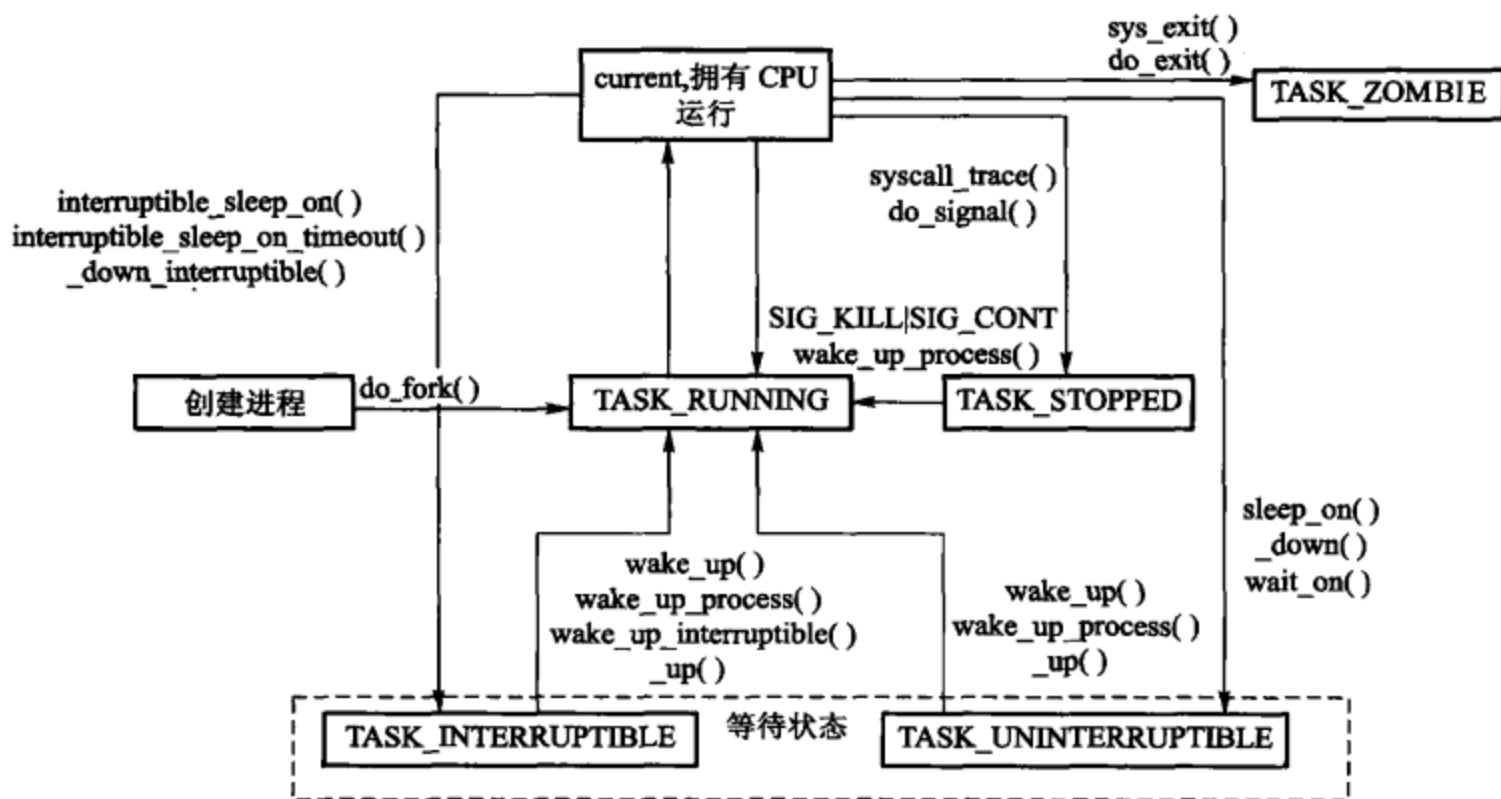 sys_exit( )
do_exit( )
current,拥有 CPU
运行
TASK_ZOMBIE
syscall_trace( )
do_signal( )
interruptible_sleep_on( )
interruptible_sleep_on_timeout( )
_down_interruptible( )
SIG_KILL|SIG_CONT
wake_up_process( )
创建进程
do_fork( )
TASK_RUNNING
TASK_STOPPED
sleep_on( )
_down( )
wait_on( )
wake_up( )
wake_up_process( )
wake_up_interruptible( )
_up( )
wake_up( )
wake_up_process( )
_up( )
TASK_INTERRUPTIBLE
等待状态
TASK_UNINTERRUPTIBLE